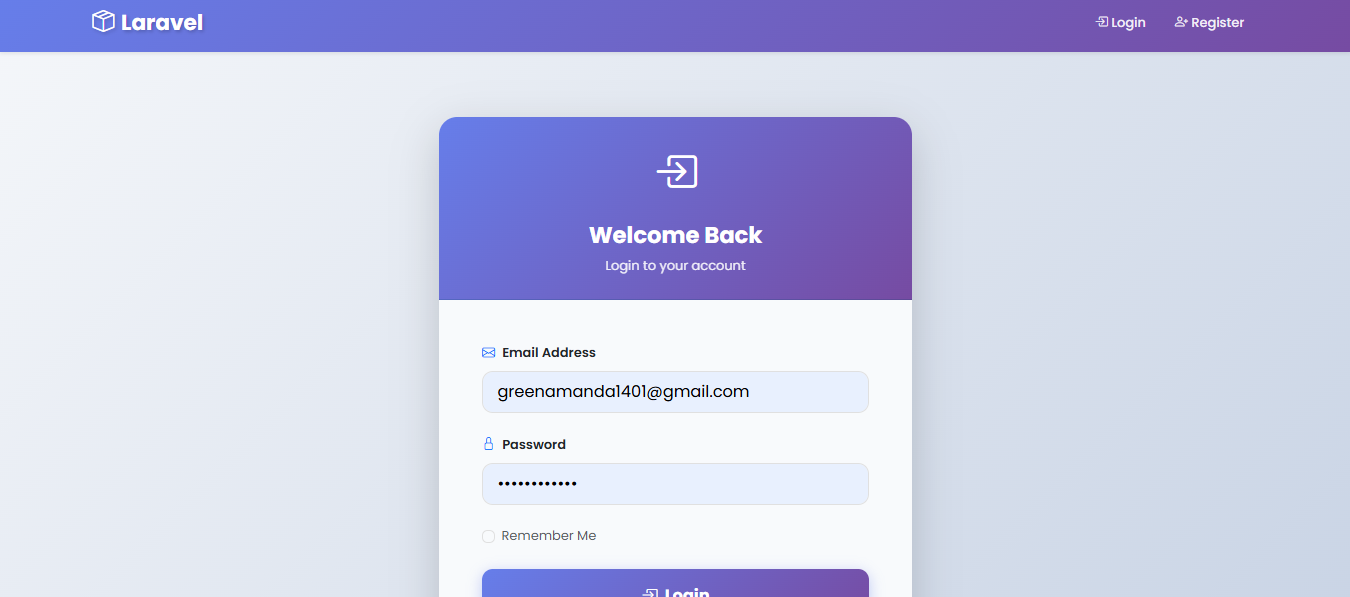 Laravel
Login
Register
Welcome Back
Login to your account
Email Address
greenamanda1401@gmail.com
Password
••••••••••••
Remember Me
Login